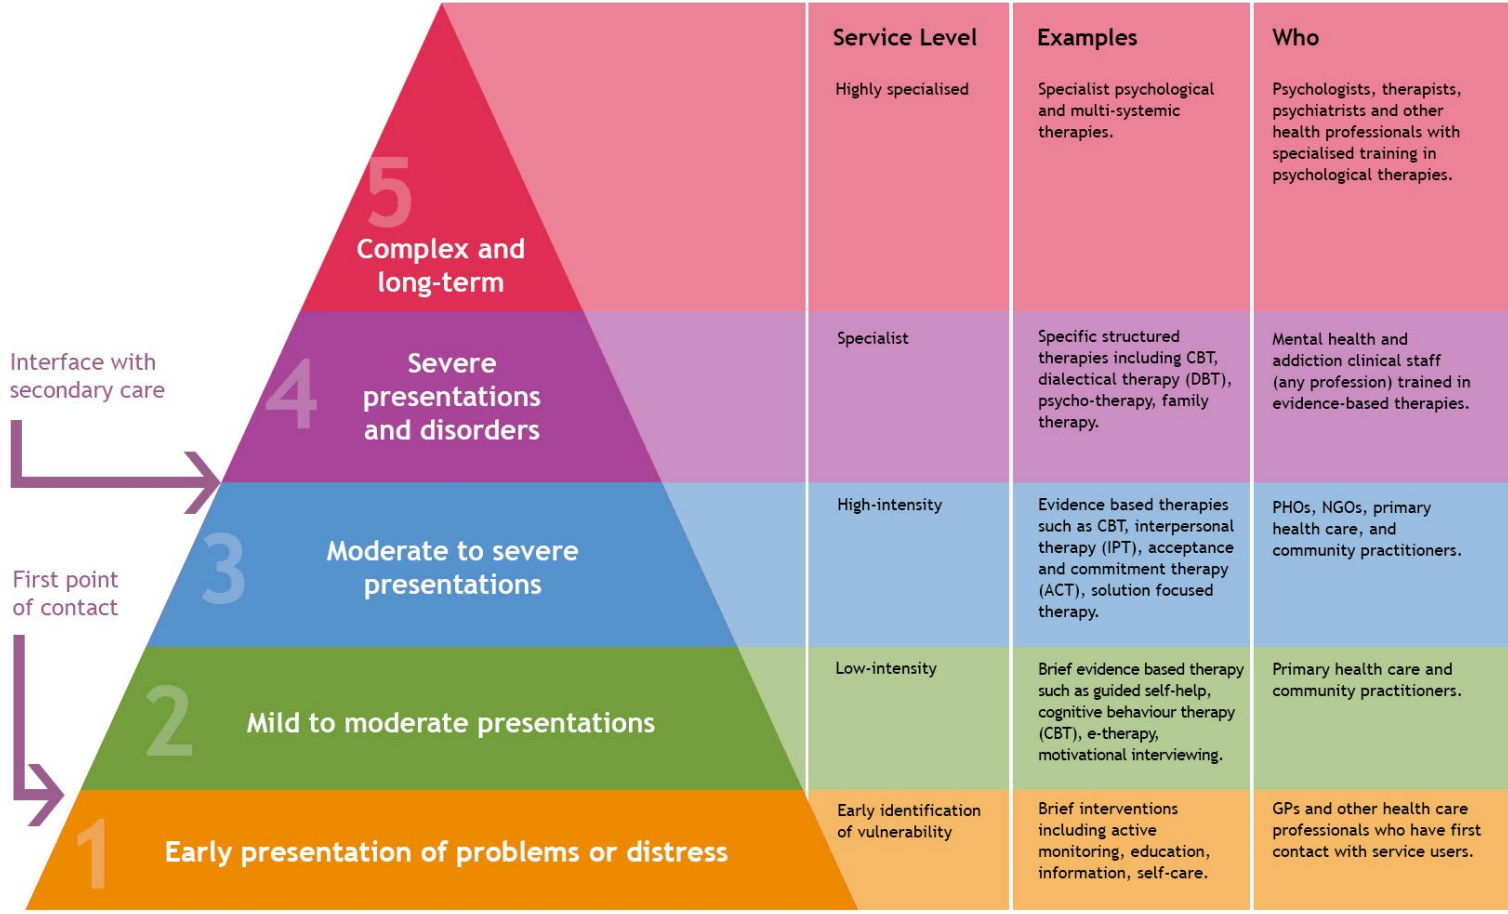 Service Level
Examples
Who
Highly specialised
Specialist psychological
and multi-systemic
therapies.
Psychologists, therapists,
psychiatrists and other
health professionals with
specialised training in
psychological therapies.
5
Complex and
long-term
Interface with
secondary care
4
Severe
presentations
and disorders
Specialist
Specific structured
therapies including CBT,
dialectical therapy (DBT),
psycho-therapy, family
therapy.
Mental health and
addiction clinical staff
(any profession) trained in
evidence-based therapies.
First point
of contact
3
Moderate to severe
presentations
High-intensity
Evidence based therapies
such as CBT, interpersonal
therapy (IPT), acceptance
and commitment therapy
(ACT), solution focused
therapy.
PHOs, NGOs, primary
health care, and
community practitioners.
2
Mild to moderate presentations
Low-intensity
Brief evidence based therapy
such as guided self-help,
cognitive behaviour therapy
(CBT), e-therapy,
motivational interviewing.
Primary health care and
community practitioners.
1
Early presentation of problems or distress
Early identification
of vulnerability
Brief interventions
including active
monitoring, education,
information, self-care.
GPs and other health care
professionals who have first
contact with service users.